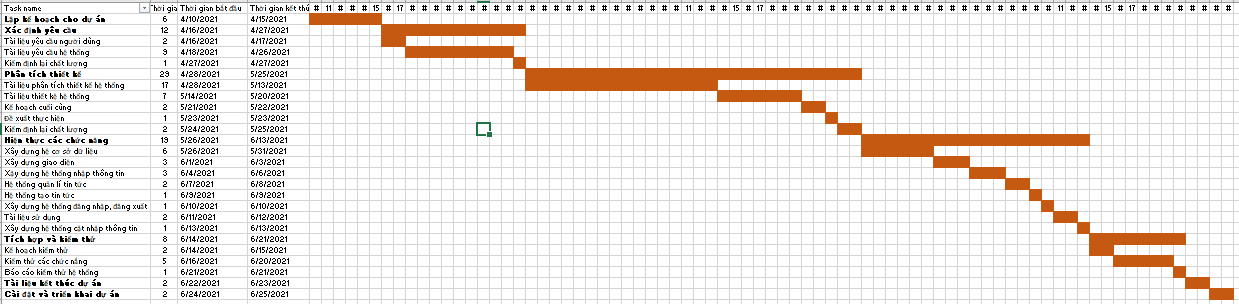 Task name Thời gia Thời gian bắt đầu Thời gian kết thú # 11 # # # 15 # 17 # # # # # # # # # # # # # # # # # # # # # # # 11 # # # 15 # 17 # # # # # # # # # # # # # # # # # # # # # # # # 11 # # # 15 # 17 # # # # # # # #
Lập kế hoạch cho dự án 6 4/10/2021 4/15/2021
Xác định yêu cầu 12 4/16/2021 4/27/2021
Tài liệu yêu cầu người dùng 2 4/16/2021 4/17/2021
Tài liệu yêu cầu hệ thống 9 4/18/2021 4/26/2021
Kiểm định lại chất lượng 1 4/27/2021 4/27/2021
Phân tích thiết kế 29 4/28/2021 5/25/2021
Tài liệu phân tích thiết kế hệ thống 17 4/28/2021 5/13/2021
Tài liệu thiết kế hệ thống 7 5/14/2021 5/20/2021
Kế hoạch cuối cùng 2 5/21/2021 5/22/2021
Đề xuất thực hiện 1 5/23/2021 5/23/2021
Kiểm định lại chất lượng 2 5/24/2021 5/25/2021
Hiện thực các chức năng 19 5/26/2021 6/13/2021
Xây dựng hệ cơ sở dữ liệu 6 5/26/2021 5/31/2021
Xây dựng giao diện 3 6/1/2021 6/3/2021
Xây dựng hệ thống nhập thông tin 3 6/4/2021 6/6/2021
Hệ thống quản lí tin tức 2 6/7/2021 6/8/2021
Hệ thống tạo tin tức 1 6/9/2021 6/9/2021
Xây dựng hệ thống đăng nhập, đăng xuất 1 6/10/2021 6/10/2021
Tài liệu sử dụng 2 6/11/2021 6/12/2021
Xây dựng hệ thống cật nhập thông tin 1 6/13/2021 6/13/2021
Tích hợp và kiểm thử 8 6/14/2021 6/21/2021
Kế hoạch kiểm thử 2 6/14/2021 6/15/2021
Kiểm thử các chức năng 5 6/16/2021 6/20/2021
Báo cáo kiểm thử hệ thống 1 6/21/2021 6/21/2021
Tài liệu kết thúc dự án 2 6/22/2021 6/23/2021
Cài đặt và triển khai dự án 2 6/24/2021 6/25/2021